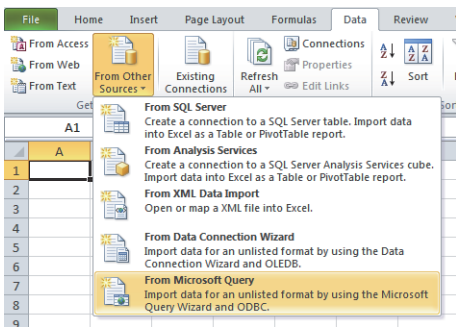 File Home Insert Page Layout Formulas Data Review
From Access
From Web
From Text
From Other Sources
Existing Connections
Refresh All
Connections
Properties
Edit Links
Sort
A1
A
1
2
3
4
5
6
7
8
9
From SQL Server
Create a connection to a SQL Server table. Import data
into Excel as a Table or PivotTable report.
From Analysis Services
Create a connection to a SQL Server Analysis Services cube.
Import data into Excel as a Table or PivotTable report.
From XML Data Import
Open or map a XML file into Excel.
From Data Connection Wizard
Import data for an unlisted format by using the Data
Connection Wizard and OLEDB.
From Microsoft Query
Import data for an unlisted format by using the Microsoft
Query Wizard and ODBC.